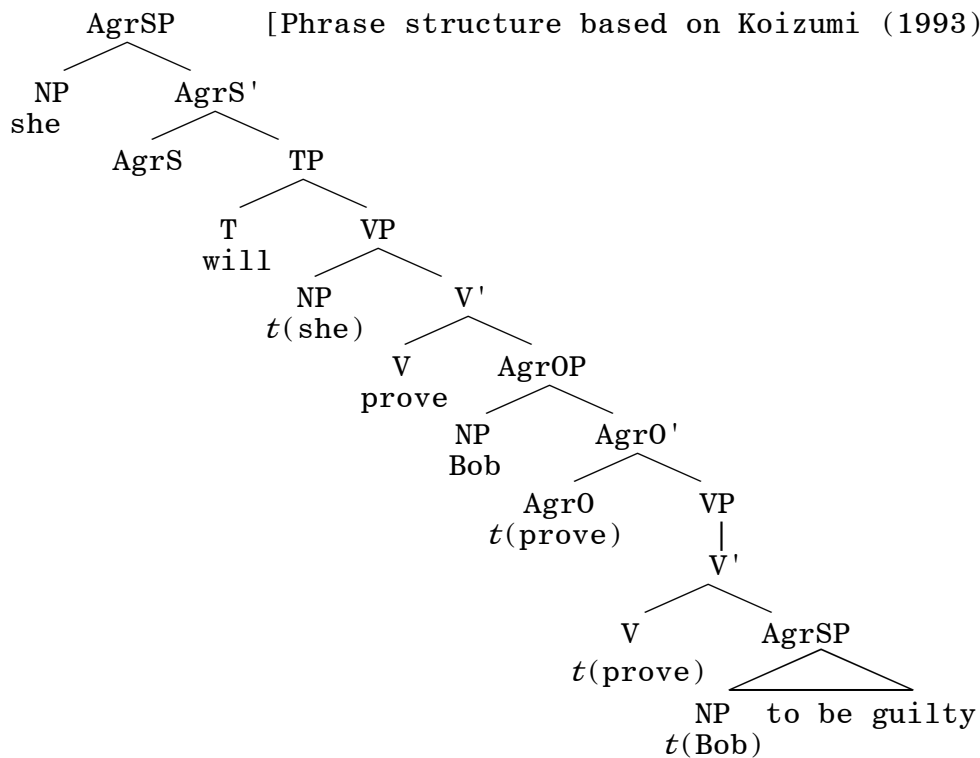 AgrSP [Phrase structure based on Koizumi (1993)
NP AgrS'
she
AgrS TP
T VP
will
NP V'
t(she)
V AgrOP
prove
NP AgrO'
Bob
AgrO VP
t(prove)
V'
V AgrSP
t(prove)
NP to be guilty
t(Bob)